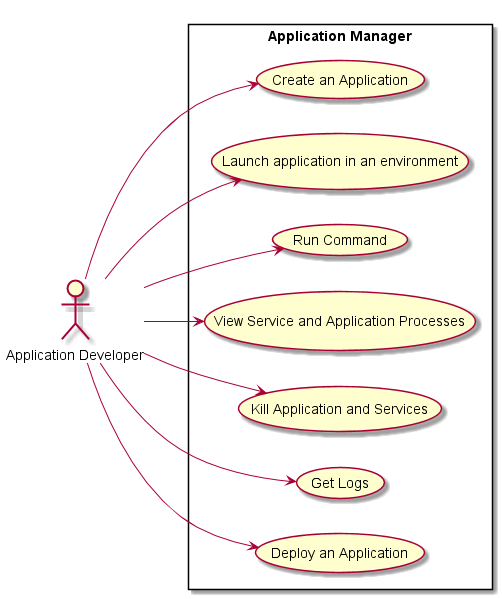 Application Manager
Create an Application
Launch application in an environment
Run Command
View Service and Application Processes
Application Developer
Kill Application and Services
Get Logs
Deploy an Application